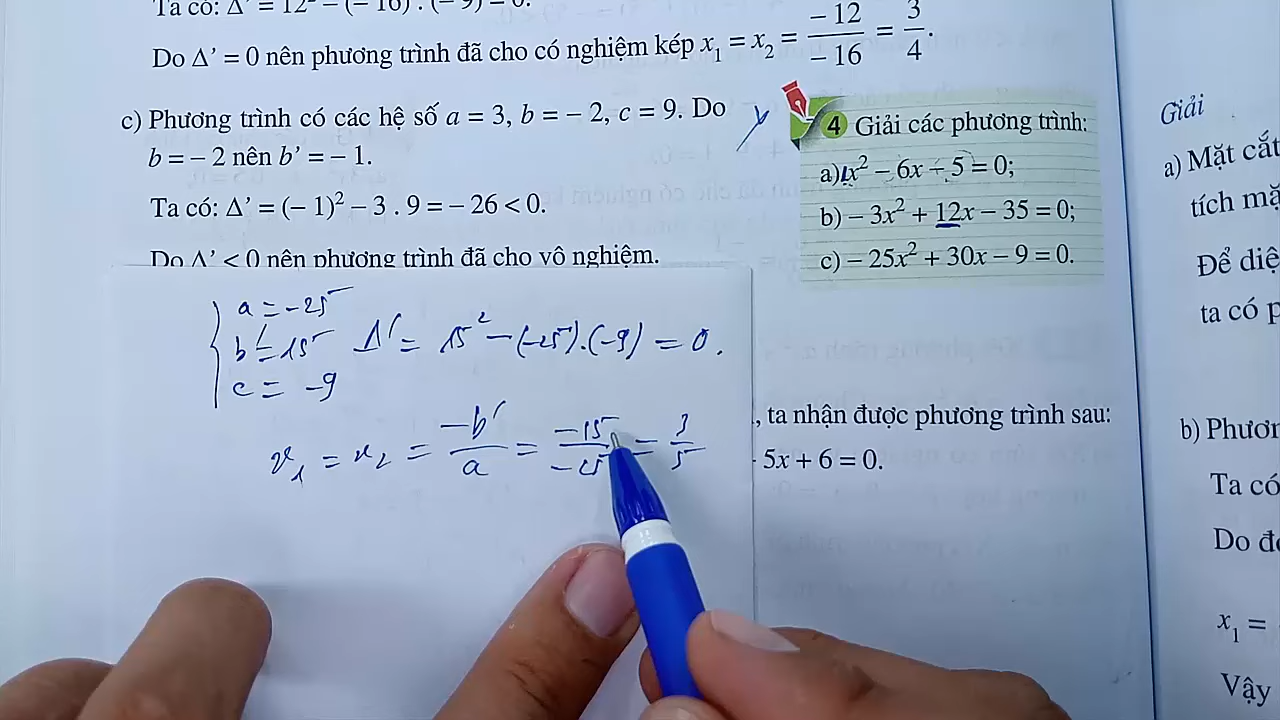 Ta có: Δ' = 12² – (– 16) . (– 9) = 0.
Do Δ' = 0 nên phương trình đã cho có nghiệm kép x₁ = x₂ = – 12 / – 16 = 3 / 4.
c) Phương trình có các hệ số a = 3, b = – 2, c = 9. Do
b = – 2 nên b' = – 1.
Ta có: Δ' = (– 1)² – 3 . 9 = – 26 < 0.
Do Δ' < 0 nên phương trình đã cho vô nghiệm.
4 Giải các phương trình:
a) x² – 6x – 5 = 0;
b) – 3x² + 12x – 35 = 0;
c) – 25x² + 30x – 9 = 0.
a = -25
b' = 15 Δ' = 15² - (-25).(-9) = 0.
c = -9
x₁ = x₂ = -b' / a = -15 / -25 = 3 / 5
, ta nhận được phương trình sau:
5x + 6 = 0.
Giải
a) Mặt cắt
tích mặ
Để diệ
ta có p
b) Phươn
Ta có
Do đó
x₁ =
Vậy